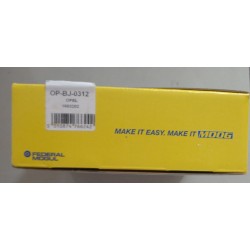 OP-BJ-0312
OPEL
MAKE IT EASY. MAKE IT MOOG
FEDERAL
MOGUL